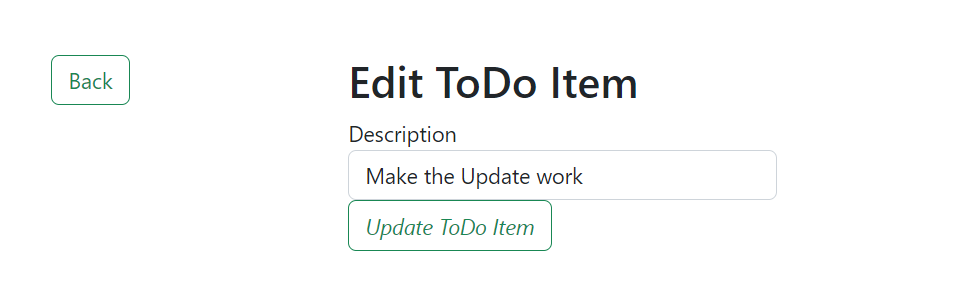 Back
Edit ToDo Item
Description
Make the Update work
Update ToDo Item